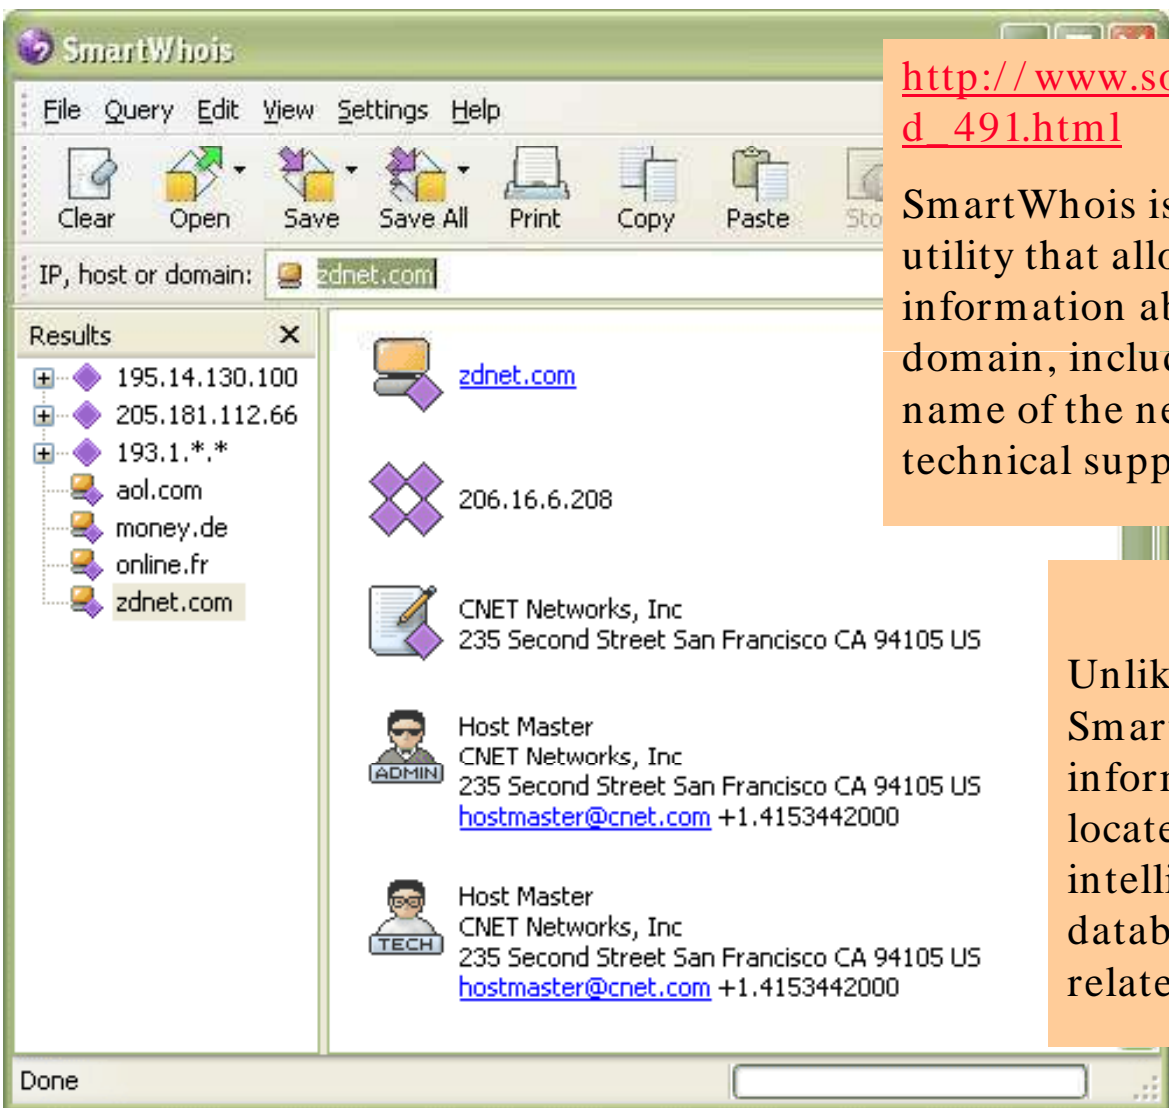 SmartWhois
File Query Edit View Settings Help
Clear Open Save Save All Print Copy Paste
IP, host or domain: zdnet.com
Results
195.14.130.100
205.181.112.66
193.1.*.*
aol.com
money.de
online.fr
zdnet.com
zdnet.com
206.16.6.208
CNET Networks, Inc
235 Second Street San Francisco CA 94105 US
Host Master
CNET Networks, Inc
235 Second Street San Francisco CA 94105 US
hostmaster@cnet.com +1.4153442000
ADMIN
Host Master
CNET Networks, Inc
235 Second Street San Francisco CA 94105 US
hostmaster@cnet.com +1.4153442000
TECH
Done
http://www.so
d_491.html
SmartWhois is
utility that allo
information ab
domain, includ
name of the ne
technical supp
Unlik
Smar
infor
locate
intelli
datab
relate